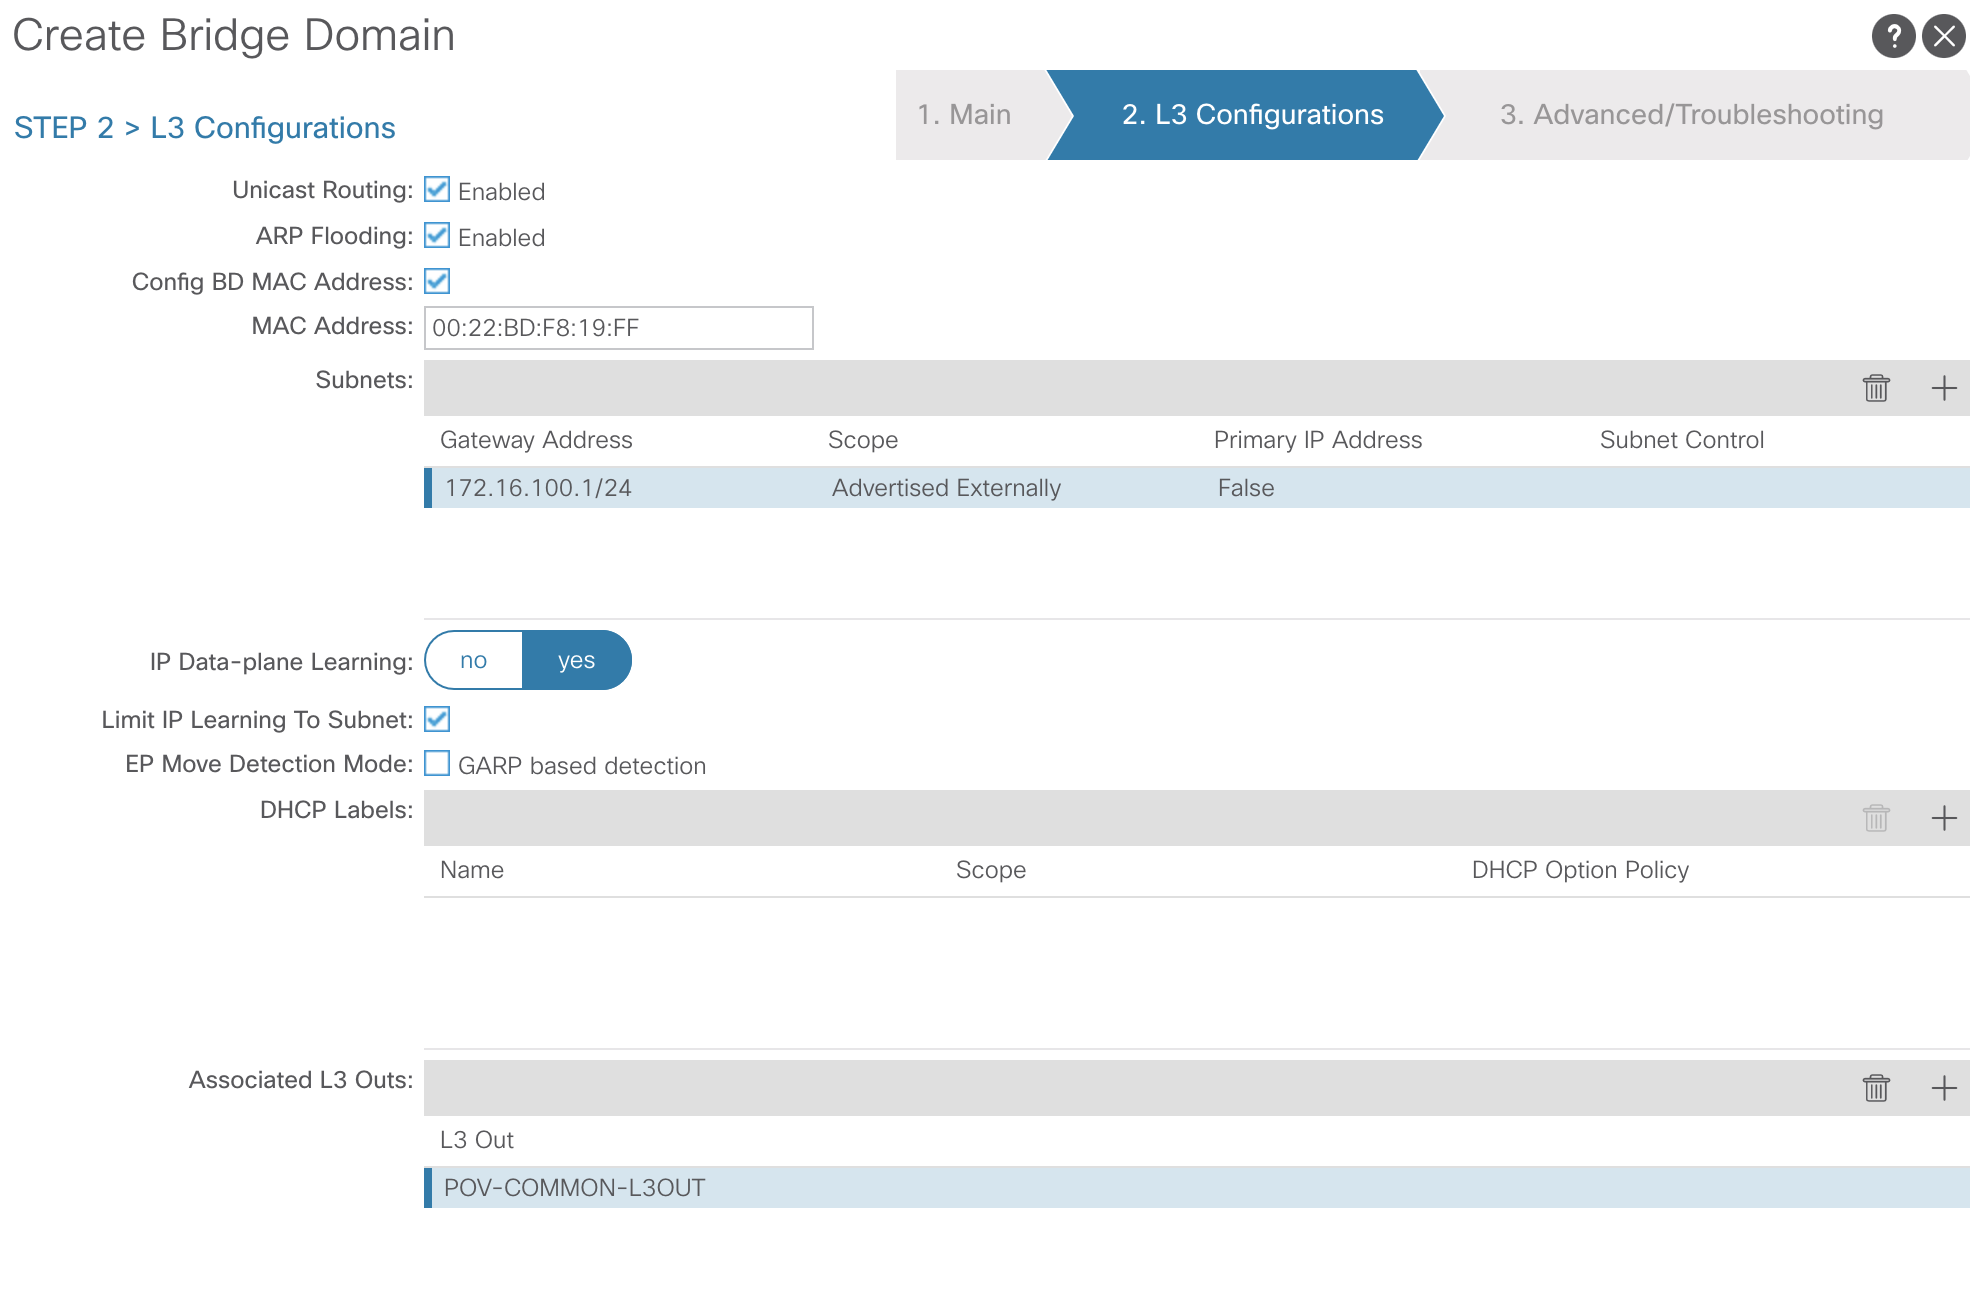 Create Bridge Domain
?
STEP 2 > L3 Configurations
1. Main
2. L3 Configurations
3. Advanced/Troubleshooting
Unicast Routing: Enabled
ARP Flooding: Enabled
Config BD MAC Address:
MAC Address: 00:22:BD:F8:19:FF
Subnets:
Gateway Address Scope Primary IP Address Subnet Control
172.16.100.1/24 Advertised Externally False
IP Data-plane Learning: no yes
Limit IP Learning To Subnet:
EP Move Detection Mode: GARP based detection
DHCP Labels:
Name Scope DHCP Option Policy
Associated L3 Outs:
L3 Out
POV-COMMON-L3OUT